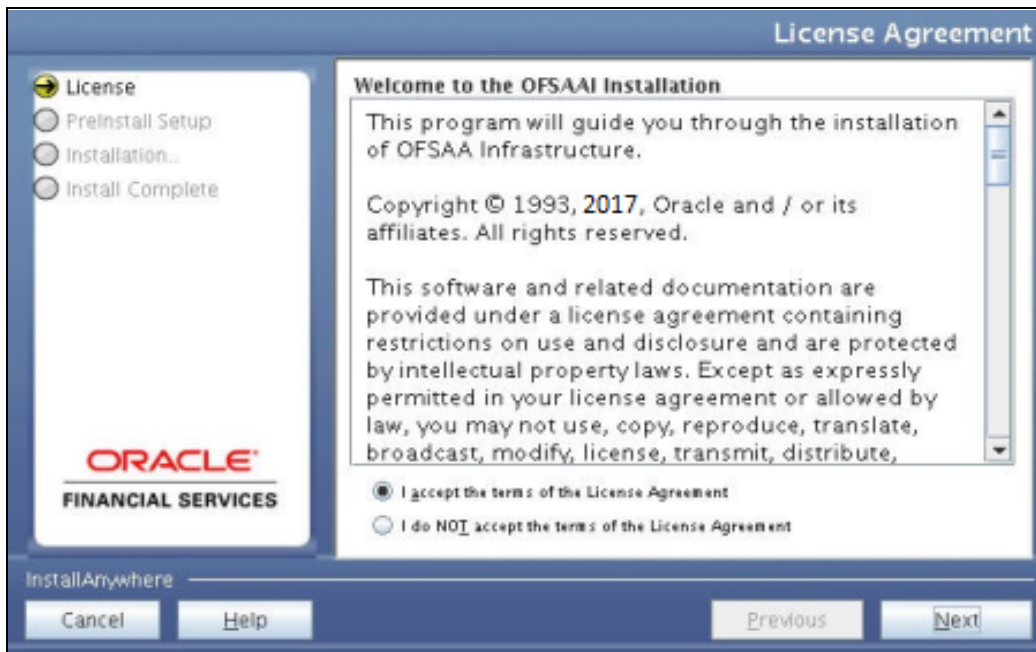 License Agreement
License
PreInstall Setup
Installation...
Install Complete
ORACLE
FINANCIAL SERVICES
Welcome to the OFSAAI Installation
This program will guide you through the installation
of OFSAA Infrastructure.
Copyright © 1993, 2017, Oracle and / or its
affiliates. All rights reserved.
This software and related documentation are
provided under a license agreement containing
restrictions on use and disclosure and are protected
by intellectual property laws. Except as expressly
permitted in your license agreement or allowed by
law, you may not use, copy, reproduce, translate,
broadcast, modify, license, transmit, distribute,
I accept the terms of the License Agreement
I do NOT accept the terms of the License Agreement
InstallAnywhere
Cancel
Help
Previous
Next